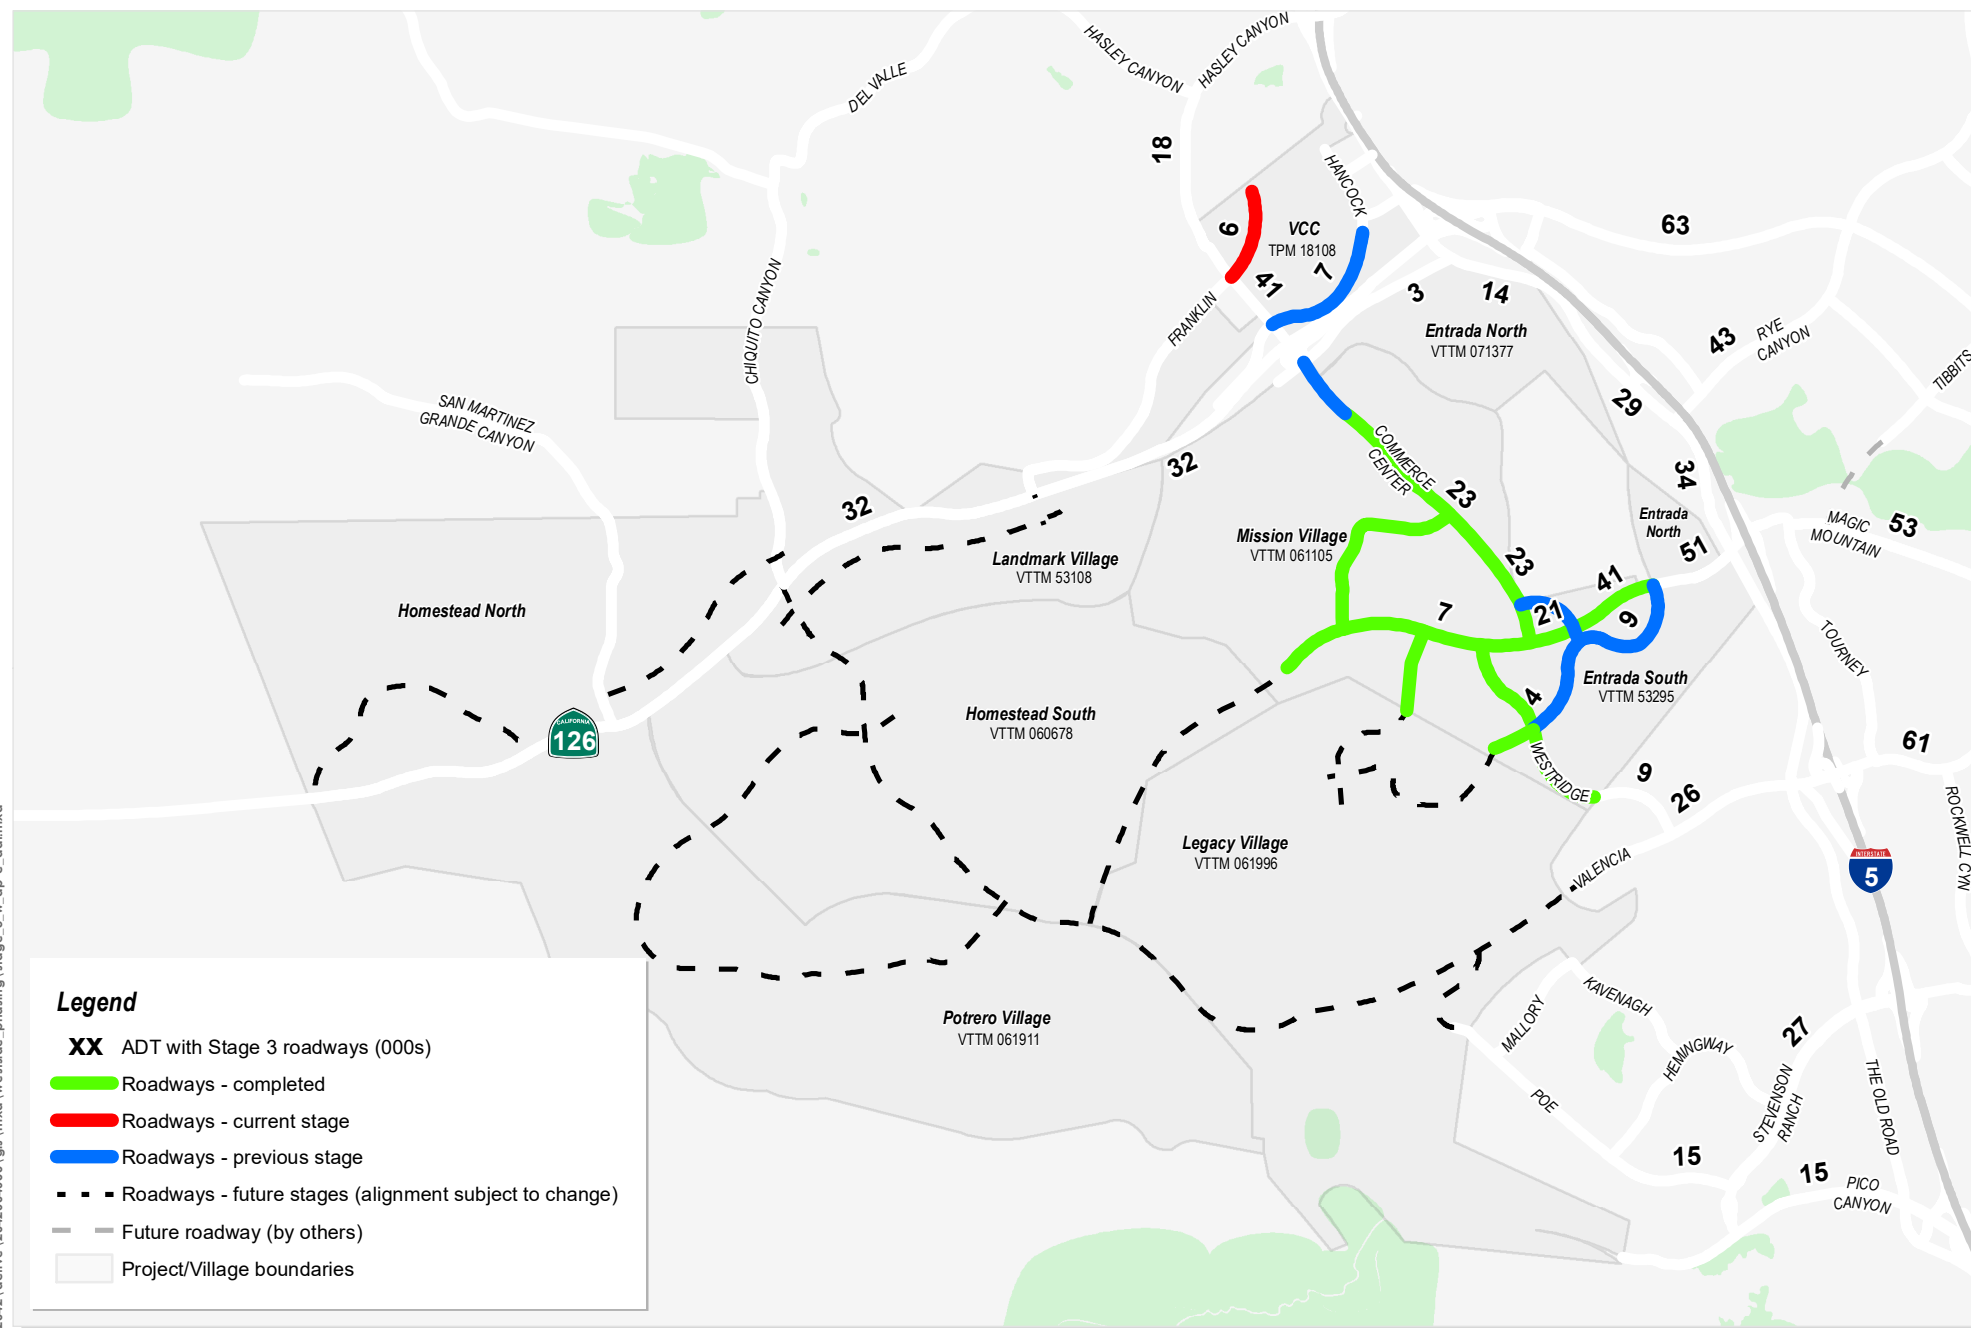 HASLEY CANYON
HASLEY CANYON
DEL VALLE
18
HANCOCK
6
VCC
TPM 18108
63
41
7
3
14
FRANKLIN
CHIQUITO CANYON
Entrada North
VTTM 071377
43
RYE
CANYON
TIBBITS
29
SAN MARTINEZ
GRANDE CANYON
COMMERCE
CENTER
32
32
23
34
Entrada
North
MAGIC
MOUNTAIN
53
51
Mission Village
VTTM 061105
Landmark Village
VTTM 53108
23
41
21
9
7
Homestead North
TOURNEY
Entrada South
VTTM 53295
4
Homestead South
VTTM 060678
CALIFORNIA
126
WESTRIDGE
9
26
61
ROCKWELL CYN
Legacy Village
VTTM 061996
VALENCIA
INTERSTATE
5
MALLORY
KAVENAGH
HEMINGWAY
27
Potrero Village
VTTM 061911
POE
STEVENSON
RANCH
THE OLD ROAD
15
15
PICO
CANYON
Legend
XX ADT with Stage 3 roadways (000s)
Roadways - completed
Roadways - current stage
Roadways - previous stage
Roadways - future stages (alignment subject to change)
Future roadway (by others)
Project/Village boundaries